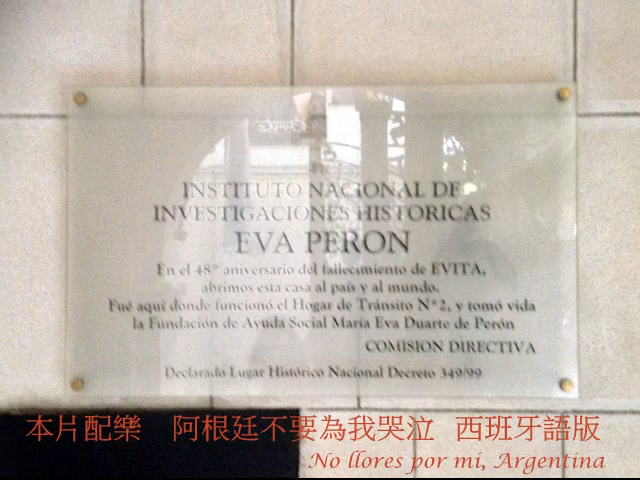 INSTITUTO NACIONAL DE
INVESTIGACIONES HISTORICAS
EVA PERON
En el 48° aniversario del fallecimiento de EVITA,
abrimos esta casa al país y al mundo.
Fué aquí donde funcionó el Hogar de Tránsito N°2, y tomó vida
la Fundación de Ayuda Social María Eva Duarte de Perón
COMISION DIRECTIVA
Declarado Lugar Histórico Nacional Decreto 349/99
本片配樂 阿根廷不要為我哭泣 西班牙語版
No llores por mi, Argentina